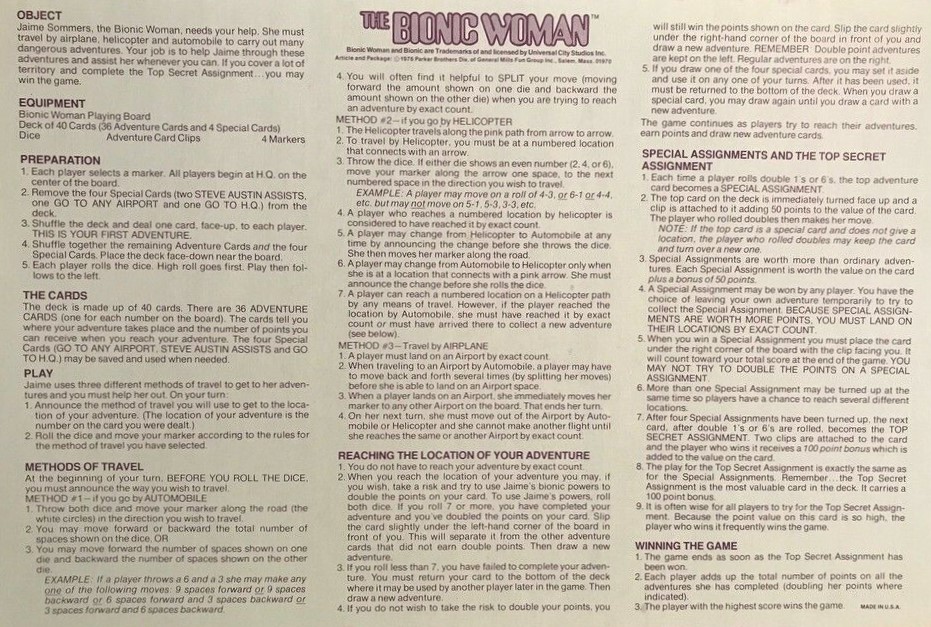 OBJECT
Jaime Sommers, the Bionic Woman, needs your help. She must
travel by airplane, helicopter and automobile to carry out many
dangerous adventures. Your job is to help Jaime through these
adventures and assist her whenever you can. If you cover a lot of
territory and complete the Top Secret Assignment...you may
win the game.
EQUIPMENT
Bionic Woman Playing Board
Deck of 40 Cards (36 Adventure Cards and 4 Special Cards)
Dice Adventure Card Clips 4 Markers
PREPARATION
1. Each player selects a marker. All players begin at H.Q. on the
center of the board.
2. Remove the four Special Cards (two STEVE AUSTIN ASSISTS,
one GO TO ANY AIRPORT and one GO TO H.Q.) from the
deck.
3. Shuffle the deck and deal one card, face-up, to each player.
THIS IS YOUR FIRST ADVENTURE.
4. Shuffle together the remaining Adventure Cards and the four
Special Cards. Place the deck face-down near the board.
5. Each player rolls the dice. High roll goes first. Play then fol-
lows to the left.
THE CARDS
The deck is made up of 40 cards. There are 36 ADVENTURE
CARDS (one for each number on the board). The cards tell you
where your adventure takes place and the number of points you
can receive when you reach your adventure. The four Special
Cards (GO TO ANY AIRPORT, STEVE AUSTIN ASSISTS and GO
TO H.Q.) may be saved and used when needed.
PLAY
Jaime uses three different methods of travel to get to her adven-
tures and you must help her out. On your turn:
1. Announce the method of travel you will use to get to the loca-
tion of your adventure. (The location of your adventure is the
number on the card you were dealt.)
2. Roll the dice and move your marker according to the rules for
the method of travel you have selected.
METHODS OF TRAVEL
At the beginning of your turn, BEFORE YOU ROLL THE DICE,
you must announce the way you wish to travel.
METHOD #1—if you go by AUTOMOBILE
1. Throw both dice and move your marker along the road (the
white circles) in the direction you wish to travel.
2. You may move forward or backward the total number of
spaces shown on the dice, OR
3. You may move forward the number of spaces shown on one
die and backward the number of spaces shown on the other
die.
EXAMPLE: If a player throws a 6 and a 3 she may make any
one of the following moves: 9 spaces forward or 9 spaces
backward or 6 spaces forward and 3 spaces backward or
3 spaces forward and 6 spaces backward.
THE BIONIC WOMAN™
Bionic Woman and Bionic are Trademarks of and licensed by Universal City Studios Inc.
Article and Package: © 1976 Parker Brothers Div. of General Mills Fun Group Inc., Salem, Mass. 01970
4. You will often find it helpful to SPLIT your move (moving
forward the amount shown on one die and backward the
amount shown on the other die) when you are trying to reach
an adventure by exact count.
METHOD #2—if you go by HELICOPTER
1. The Helicopter travels along the pink path from arrow to arrow.
2. To travel by Helicopter, you must be at a numbered location
that connects with an arrow.
3. Throw the dice. If either die shows an even number (2, 4, or 6),
move your marker along the arrow one space, to the next
numbered space in the direction you wish to travel.
EXAMPLE: A player may move on a roll of 4-3, or 6-1 or 4-4,
etc. but may not move on 5-1, 5-3, 3-3, etc.
4. A player who reaches a numbered location by helicopter is
considered to have reached it by exact count.
5. A player may change from Helicopter to Automobile at any
time by announcing the change before she throws the dice.
She then moves her marker along the road.
6. A player may change from Automobile to Helicopter only when
she is at a location that connects with a pink arrow. She must
announce the change before she rolls the dice.
7. A player can reach a numbered location on a Helicopter path
by any means of travel. However, if the player reached the
location by Automobile, she must have reached it by exact
count or must have arrived there to collect a new adventure
(see below).
METHOD #3—Travel by AIRPLANE
1. A player must land on an Airport by exact count.
2. When traveling to an Airport by Automobile, a player may have
to move back and forth several times (by splitting her moves)
before she is able to land on an Airport space.
3. When a player lands on an Airport, she immediately moves her
marker to any other Airport on the board. That ends her turn.
4. On her next turn, she must move out of the Airport by Auto-
mobile or Helicopter and she cannot make another flight until
she reaches the same or another Airport by exact count.
REACHING THE LOCATION OF YOUR ADVENTURE
1. You do not have to reach your adventure by exact count.
2. When you reach the location of your adventure you may, if
you wish, take a risk and try to use Jaime's bionic powers to
double the points on your card. To use Jaime's powers, roll
both dice. If you roll 7 or more, you have completed your
adventure and you've doubled the points on your card. Slip
the card slightly under the left-hand corner of the board in
front of you. This will separate it from the other adventure
cards that did not earn double points. Then draw a new
adventure.
3. If you roll less than 7, you have failed to complete your adven-
ture. You must return your card to the bottom of the deck
where it may be used by another player later in the game. Then
draw a new adventure.
4. If you do not wish to take the risk to double your points, you
will still win the points shown on the card. Slip the card slightly
under the right-hand corner of the board in front of you and
draw a new adventure. REMEMBER: Double point adventures
are kept on the left. Regular adventures are on the right.
5. If you draw one of the four special cards, you may set it aside
and use it on any one of your turns. After it has been used, it
must be returned to the bottom of the deck. When you draw a
special card, you may draw again until you draw a card with a
new adventure.
The game continues as players try to reach their adventures,
earn points and draw new adventure cards.
SPECIAL ASSIGNMENTS AND THE TOP SECRET
ASSIGNMENT
1. Each time a player rolls double 1's or 6's, the top adventure
card becomes a SPECIAL ASSIGNMENT.
2. The top card on the deck is immediately turned face up and a
clip is attached to it adding 50 points to the value of the card.
The player who rolled doubles then makes her move.
NOTE: If the top card is a special card and does not give a
location, the player who rolled doubles may keep the card
and turn over a new one.
3. Special Assignments are worth more than ordinary adven-
tures. Each Special Assignment is worth the value on the card
plus a bonus of 50 points.
4. A Special Assignment may be won by any player. You have the
choice of leaving your own adventure temporarily to try to
collect the Special Assignment. BECAUSE SPECIAL ASSIGN-
MENTS ARE WORTH MORE POINTS, YOU MUST LAND ON
THEIR LOCATIONS BY EXACT COUNT.
5. When you win a Special Assignment you must place the card
under the right corner of the board with the clip facing you. It
will count toward your total score at the end of the game. YOU
MAY NOT TRY TO DOUBLE THE POINTS ON A SPECIAL
ASSIGNMENT.
6. More than one Special Assignment may be turned up at the
same time so players have a chance to reach several different
locations.
7. After four Special Assignments have been turned up, the next
card, after double 1's or 6's are rolled, becomes the TOP
SECRET ASSIGNMENT. Two clips are attached to the card
and the player who wins it receives a 100 point bonus which is
added to the value on the card.
8. The play for the Top Secret Assignment is exactly the same as
for the Special Assignments. Remember...the Top Secret
Assignment is the most valuable card in the deck. It carries a
100 point bonus.
9. It is often wise for all players to try for the Top Secret Assign-
ment. Because the point value on this card is so high, the
player who wins it frequently wins the game.
WINNING THE GAME
1. The game ends as soon as the Top Secret Assignment has
been won.
2. Each player adds up the total number of points on all the
adventures she has completed (doubling her points where
indicated).
3. The player with the highest score wins the game. MADE IN U.S.A.